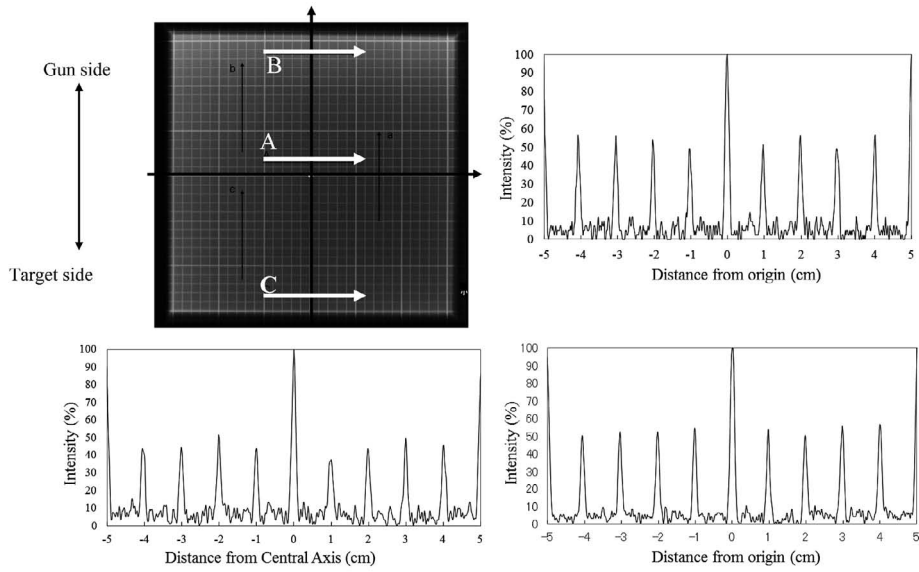 Gun side
Target side
B
b
A
a
c
C
"T"
100
90
80
70
60
50
40
30
20
10
0
-5 -4 -3 -2 -1 0 1 2 3 4 5
Intensity (%)
Distance from origin (cm)
100
90
80
70
60
50
40
30
20
10
0
-5 -4 -3 -2 -1 0 1 2 3 4 5
Intensity (%)
Distance from Central Axis (cm)
100
90
80
70
60
50
40
30
20
10
0
-5 -4 -3 -2 -1 0 1 2 3 4 5
Intensity (%)
Distance from origin (cm)